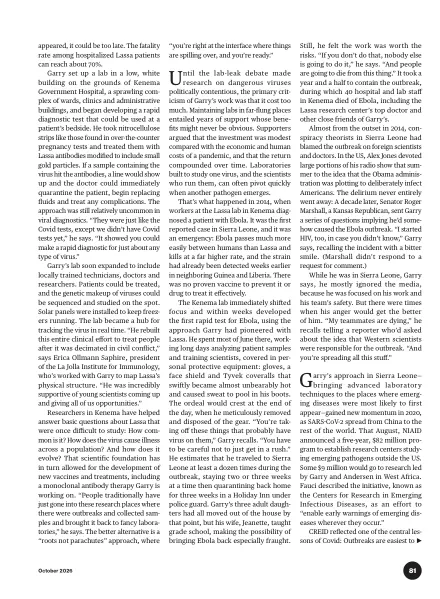 appeared, it could be too late. The fatality
rate among hospitalized Lassa patients
can reach about 70%.
Garry set up a lab in a low, white
building on the grounds of Kenema
Government Hospital, a sprawling com-
plex of wards, clinics and administrative
buildings, and began developing a rapid
diagnostic test that could be used at a
patient's bedside. He took nitrocellulose
strips like those found in over-the-counter
pregnancy tests and treated them with
Lassa antibodies modified to include small
gold particles. If a sample containing the
virus hit the antibodies, a line would show
up and the doctor could immediately
quarantine the patient, begin replacing
fluids and treat any complications. The
approach was still relatively uncommon in
viral diagnostics. "They were just like the
Covid tests, except we didn't have Covid
tests yet," he says. "It showed you could
make a rapid diagnostic for just about any
type of virus."
Garry's lab soon expanded to include
locally trained technicians, doctors and
researchers. Patients could be treated,
and the genetic makeup of viruses could
be sequenced and studied on the spot.
Solar panels were installed to keep freez-
ers running. The lab became a hub for
tracking the virus in real time. "He rebuilt
this entire clinical effort to treat people
after it was decimated in civil conflict,"
says Erica Ollmann Saphire, president
of the La Jolla Institute for Immunology,
who's worked with Garry to map Lassa's
physical structure. "He was incredibly
supportive of young scientists coming up
and giving all of us opportunities."
Researchers in Kenema have helped
answer basic questions about Lassa that
were once difficult to study: How com-
mon is it? How does the virus cause illness
across a population? And how does it
evolve? That scientific foundation has
in turn allowed for the development of
new vaccines and treatments, including
a monoclonal antibody therapy Garry is
working on. "People traditionally have
just gone into these research places where
there were outbreaks and collected sam-
ples and brought it back to fancy labora-
tories," he says. The better alternative is a
"roots not parachutes" approach, where
"you're right at the interface where things
are spilling over, and you're ready."
Until the lab-leak debate made
research on dangerous viruses
politically contentious, the primary crit-
icism of Garry's work was that it cost too
much. Maintaining labs in far-flung places
entailed years of support whose bene-
fits might never be obvious. Supporters
argued that the investment was modest
compared with the economic and human
costs of a pandemic, and that the return
compounded over time. Laboratories
built to study one virus, and the scientists
who run them, can often pivot quickly
when another pathogen emerges.
That's what happened in 2014, when
workers at the Lassa lab in Kenema diag-
nosed a patient with Ebola. It was the first
reported case in Sierra Leone, and it was
an emergency: Ebola passes much more
easily between humans than Lassa and
kills at a far higher rate, and the strain
had already been detected weeks earlier
in neighboring Guinea and Liberia. There
was no proven vaccine to prevent it or
drug to treat it effectively.
The Kenema lab immediately shifted
focus and within weeks developed
the first rapid test for Ebola, using the
approach Garry had pioneered with
Lassa. He spent most of June there, work-
ing long days analyzing patient samples
and training scientists, covered in per-
sonal protective equipment: gloves, a
face shield and Tyvek coveralls that
swiftly became almost unbearably hot
and caused sweat to pool in his boots.
The ordeal would crest at the end of
the day, when he meticulously removed
and disposed of the gear. "You're tak-
ing off these things that probably have
virus on them," Garry recalls. "You have
to be careful not to just get in a rush."
He estimates that he traveled to Sierra
Leone at least a dozen times during the
outbreak, staying two or three weeks
at a time then quarantining back home
for three weeks in a Holiday Inn under
police guard. Garry's three adult daugh-
ters had all moved out of the house by
that point, but his wife, Jeanette, taught
grade school, making the possibility of
bringing Ebola back especially fraught.
Still, he felt the work was worth the
risks. "If you don't do that, nobody else
is going to do it," he says. "And people
are going to die from this thing." It took a
year and a half to contain the outbreak,
during which 40 hospital and lab staff
in Kenema died of Ebola, including the
Lassa research center's top doctor and
other close friends of Garry's.
Almost from the outset in 2014, con-
spiracy theorists in Sierra Leone had
blamed the outbreak on foreign scientists
and doctors. In the US, Alex Jones devoted
large portions of his radio show that sum-
mer to the idea that the Obama adminis-
tration was plotting to deliberately infect
Americans. The delirium never entirely
went away: A decade later, Senator Roger
Marshall, a Kansas Republican, sent Garry
a series of questions implying he'd some-
how caused the Ebola outbreak. "I started
HIV, too, in case you didn't know," Garry
says, recalling the incident with a bitter
smile. (Marshall didn't respond to a
request for comment.)
While he was in Sierra Leone, Garry
says, he mostly ignored the media,
because he was focused on his work and
his team's safety. But there were times
when his anger would get the better
of him. "My teammates are dying," he
recalls telling a reporter who'd asked
about the idea that Western scientists
were responsible for the outbreak. "And
you're spreading all this stuff."
Garry's approach in Sierra Leone—
bringing advanced laboratory
techniques to the places where emerg-
ing diseases were most likely to first
appear—gained new momentum in 2020,
as SARS-CoV-2 spread from China to the
rest of the world. That August, NIAID
announced a five-year, $82 million pro-
gram to establish research centers study-
ing emerging pathogens outside the US.
Some $9 million would go to research led
by Garry and Andersen in West Africa.
Fauci described the initiative, known as
the Centers for Research in Emerging
Infectious Diseases, as an effort to
"enable early warnings of emerging dis-
eases wherever they occur."
CREID reflected one of the central les-
sons of Covid: Outbreaks are easiest to ▶
October 2025
81